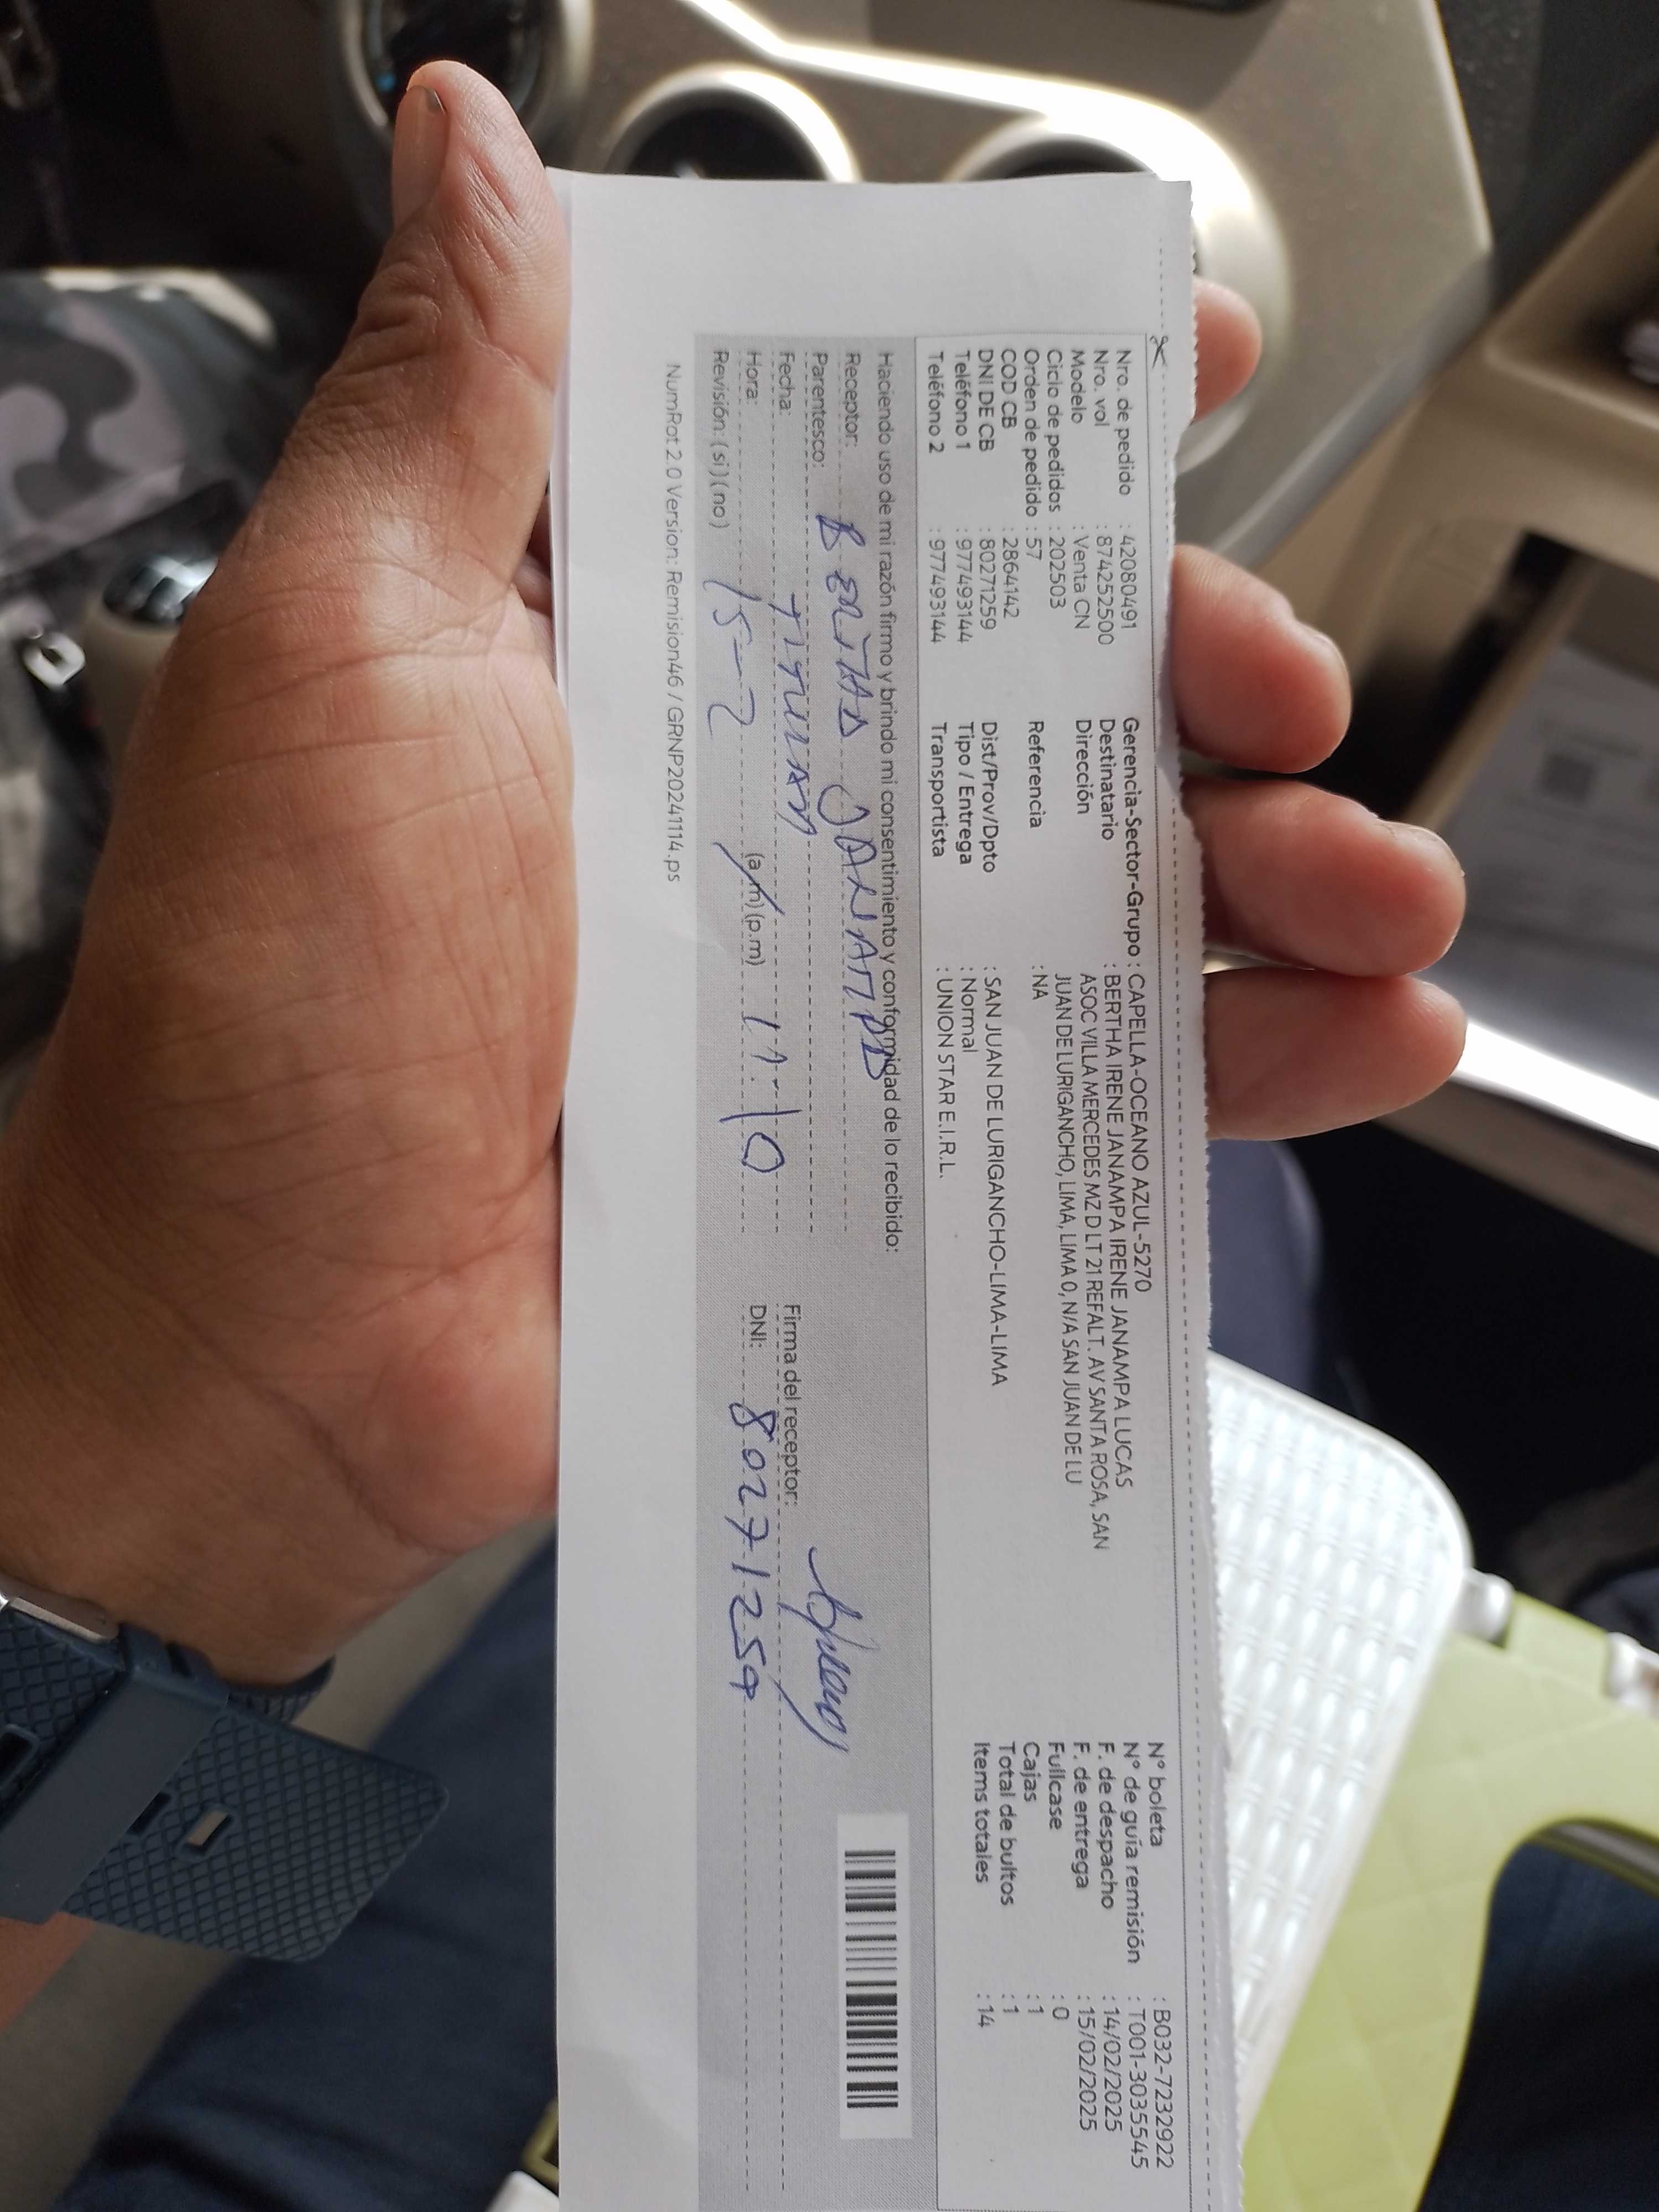 Nro. de pedido : 42080491
Nro. vol : 874252500
Modelo : Venta CN
Ciclo de pedidos : 202503
Orden de pedido : 57
COD CB : 2864142
DNI DE CB : 80271259
Teléfono 1 : 977493144
Teléfono 2 : 977493144
Gerencia-Sector-Grupo : CAPELLA-OCEANO AZUL-5270
Destinatario : BERTHA IRENE JANAMPA IRENE JANAMPA LUCAS
Dirección ASOC VILLA MERCEDES MZ D LT 21 REFALT. AV SANTA ROSA, SAN
JUAN DE LURIGANCHO, LIMA, LIMA 0, N/A SAN JUAN DE LU
Referencia : NA
Dist/Prov/Dpto : SAN JUAN DE LURIGANCHO-LIMA-LIMA
Tipo / Entrega : Normal
Transportista : UNION STAR E.I.R.L.
N° boleta : B032-7232922
N° de guía remisión : T001-3035545
F. de despacho : 14/02/2025
F. de entrega : 15/02/2025
Fullcase : 0
Cajas : 1
Total de bultos : 1
Items totales : 14
Haciendo uso de mi razón firmo y brindo mi consentimiento y conformidad de lo recibido:
Receptor: JANAMPA
Parentesco:
Fecha: 15-2
Hora: (a.m) (p.m) 11-10
Revisión: (si) (no)
Firma del receptor:
DNI: 80271259
NumRot 2.0 Version: Remision46 / GRNP20241114.ps